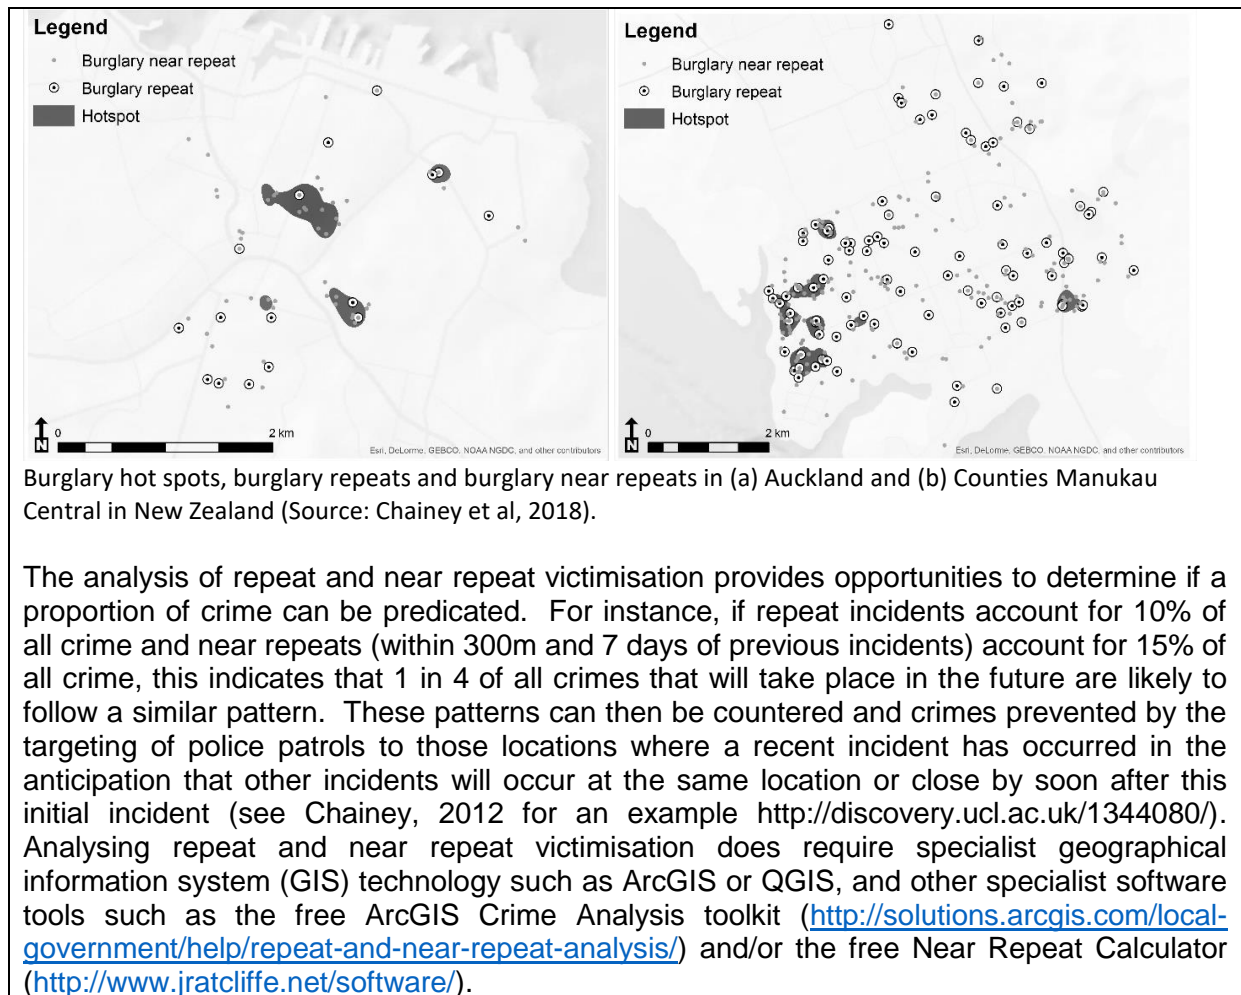 Legend
Burglary near repeat
Burglary repeat
Hotspot
N
0
2 km
Esri, DeLorme, GEBCO, NOAA NGDC, and other contributors
Legend
Burglary near repeat
Burglary repeat
Hotspot
N
0
2 km
Esri, DeLorme, GEBCO, NOAA NGDC, and other contributors
Burglary hot spots, burglary repeats and burglary near repeats in (a) Auckland and (b) Counties Manukau
Central in New Zealand (Source: Chainey et al, 2018).
The analysis of repeat and near repeat victimisation provides opportunities to determine if a
proportion of crime can be predicated. For instance, if repeat incidents account for 10% of
all crime and near repeats (within 300m and 7 days of previous incidents) account for 15% of
all crime, this indicates that 1 in 4 of all crimes that will take place in the future are likely to
follow a similar pattern. These patterns can then be countered and crimes prevented by the
targeting of police patrols to those locations where a recent incident has occurred in the
anticipation that other incidents will occur at the same location or close by soon after this
initial incident (see Chainey, 2012 for an example http://discovery.ucl.ac.uk/1344080/).
Analysing repeat and near repeat victimisation does require specialist geographical
information system (GIS) technology such as ArcGIS or QGIS, and other specialist software
tools such as the free ArcGIS Crime Analysis toolkit (http://solutions.arcgis.com/local-
government/help/repeat-and-near-repeat-analysis/) and/or the free Near Repeat Calculator
(http://www.jratcliffe.net/software/).